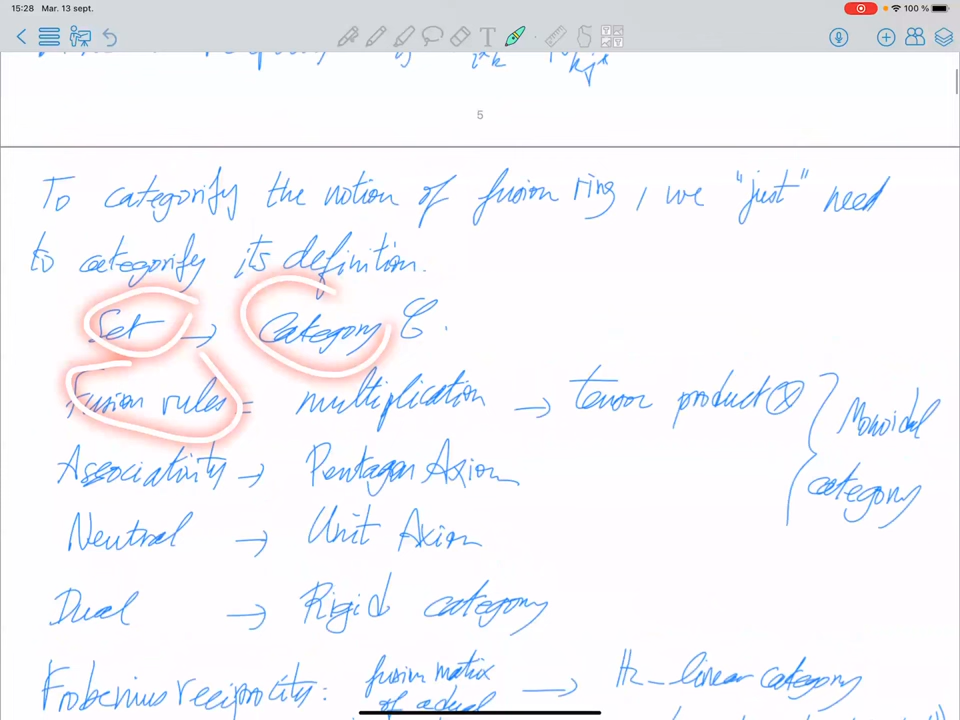 15:28 Mar. 13 sept. 100 %
5
To categorify the notion of fusion ring, we "just" need
to categorify its definition.
Set → Category C.
Fusion rules = multiplication → tensor product ⊗ } Monoidal category
Associativity → Pentagon Axiom
Neutral → Unit Axiom
Dual → Rigid category
Frobenius reciprocity: fusion matrix → -linear category
of a dual